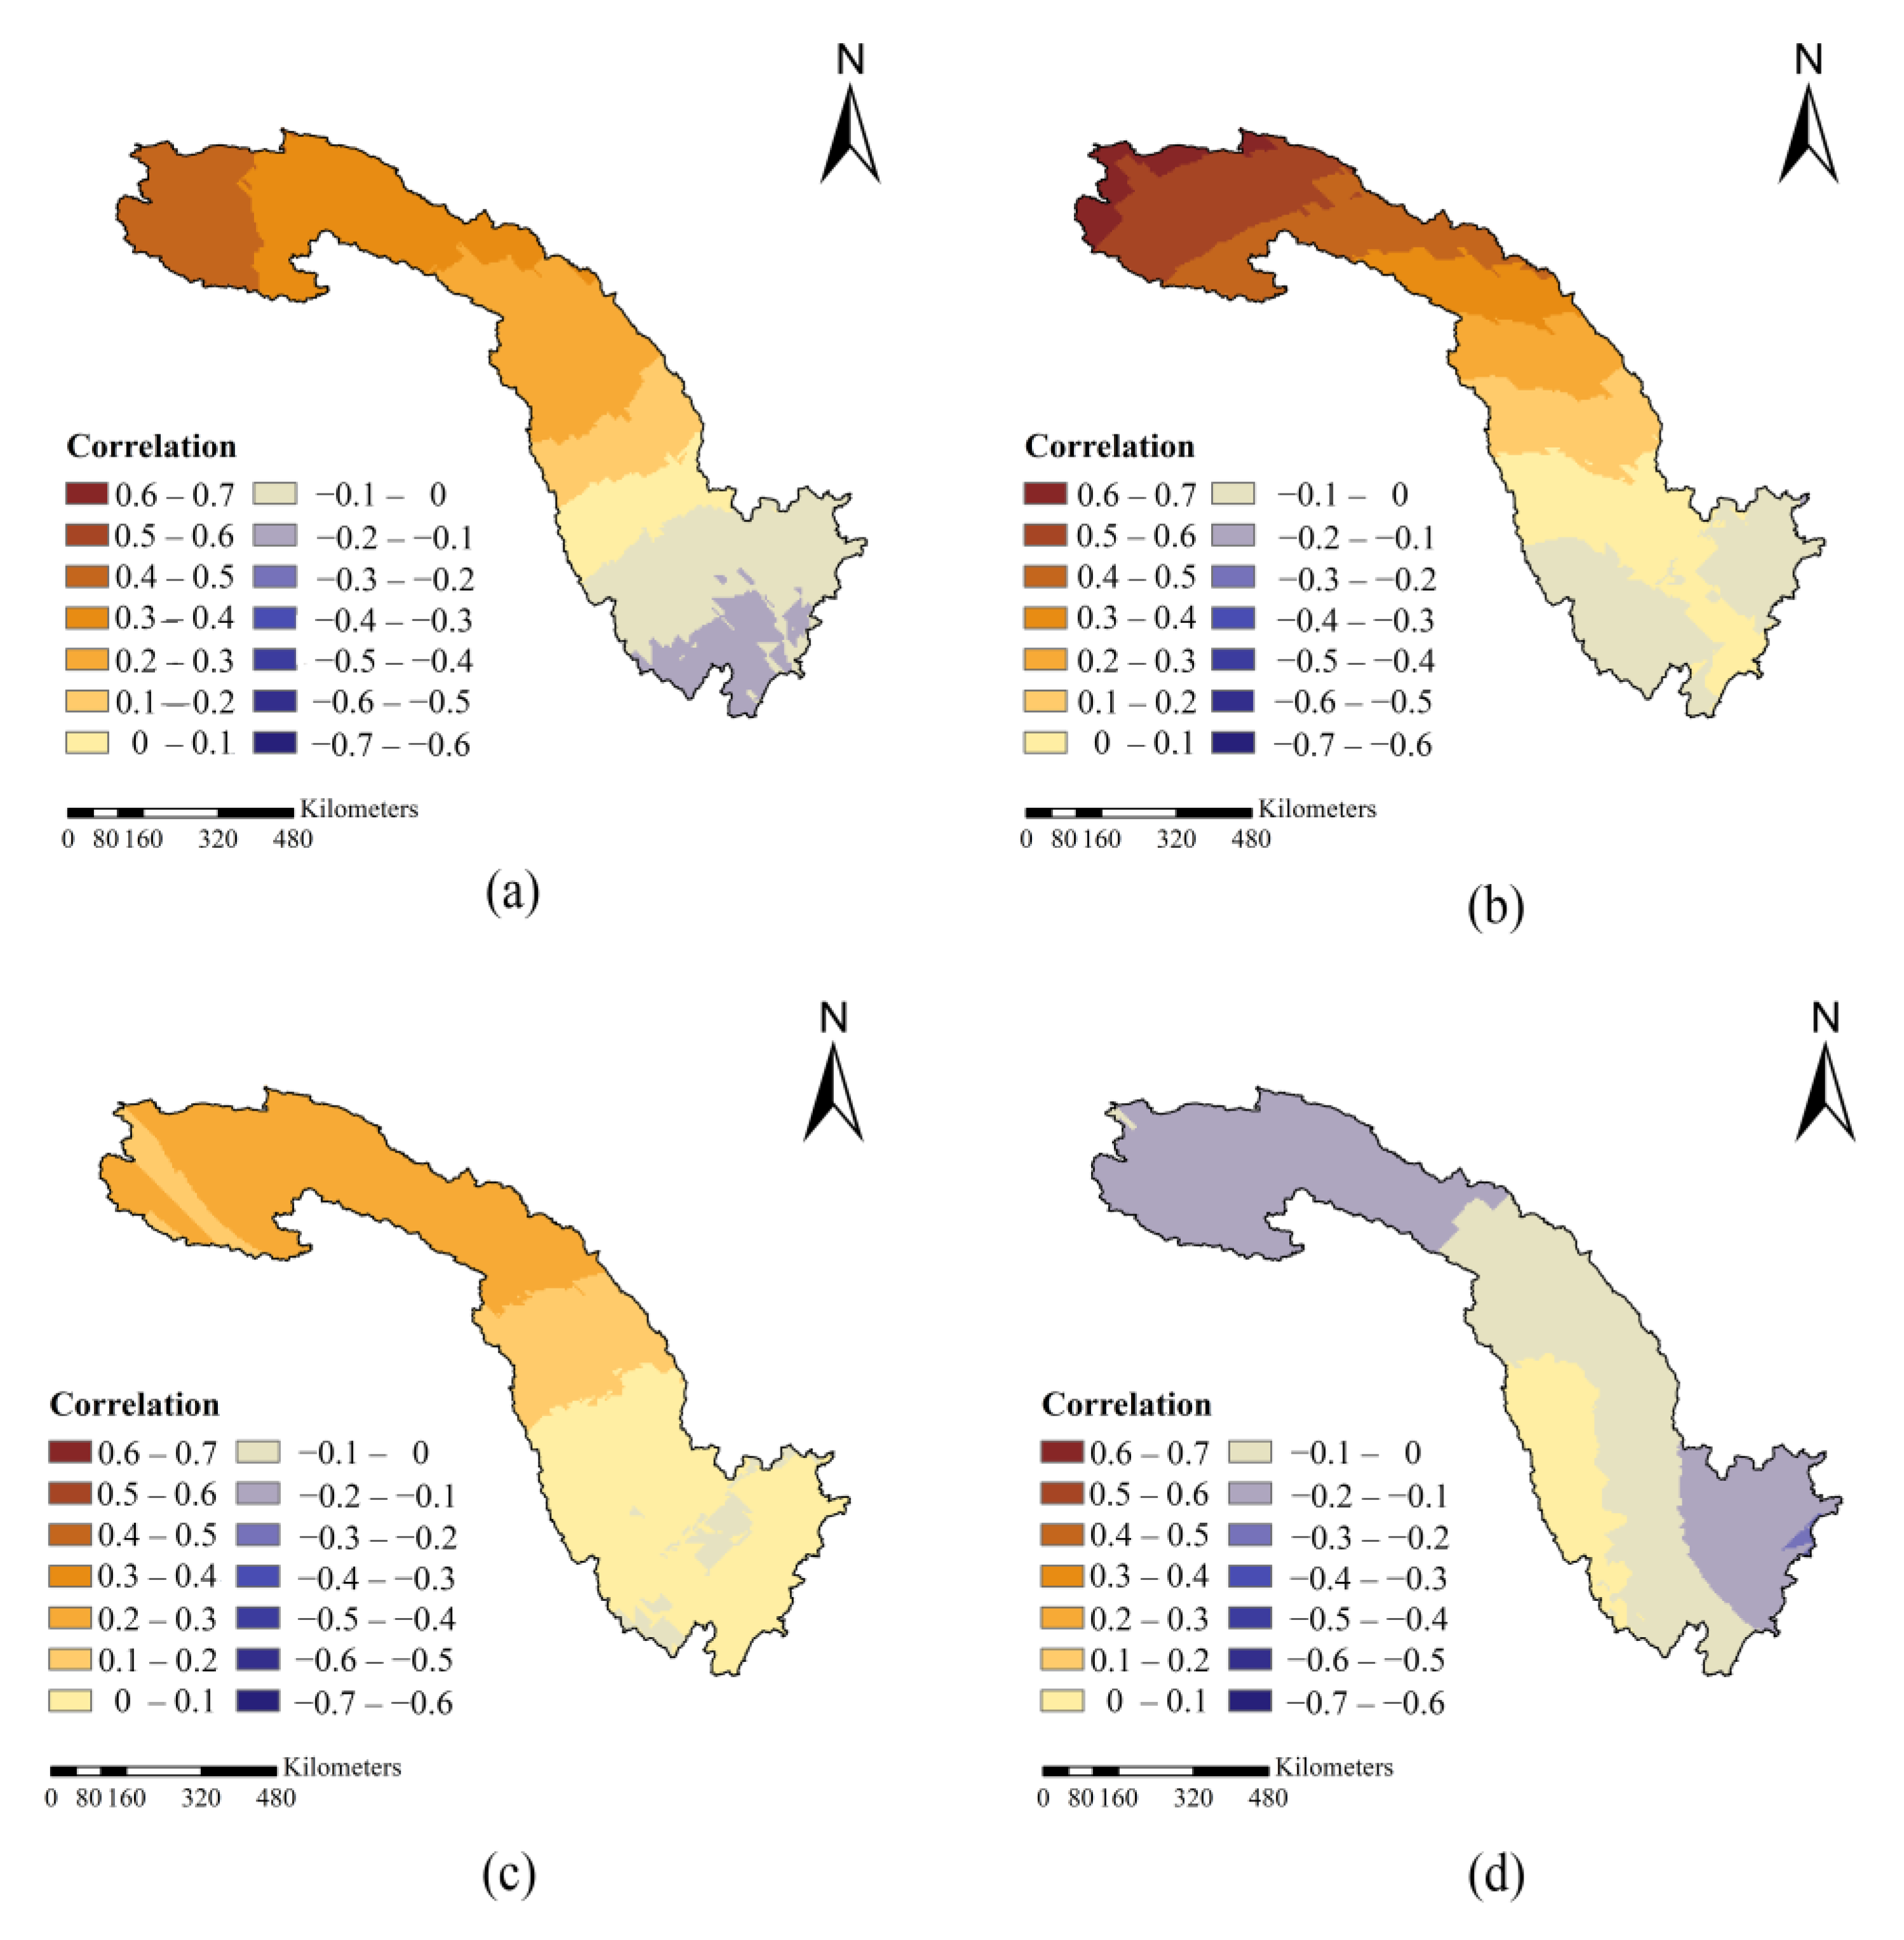 N
Correlation
0.6 – 0.7 −0.1 – 0
0.5 – 0.6 −0.2 – −0.1
0.4 – 0.5 −0.3 – −0.2
0.3 – 0.4 −0.4 – −0.3
0.2 – 0.3 −0.5 – −0.4
0.1 – 0.2 −0.6 – −0.5
0 – 0.1 −0.7 – −0.6
Kilometers
0 80 160 320 480
(a)
N
Correlation
0.6 – 0.7 −0.1 – 0
0.5 – 0.6 −0.2 – −0.1
0.4 – 0.5 −0.3 – −0.2
0.3 – 0.4 −0.4 – −0.3
0.2 – 0.3 −0.5 – −0.4
0.1 – 0.2 −0.6 – −0.5
0 – 0.1 −0.7 – −0.6
Kilometers
0 80 160 320 480
(b)
N
Correlation
0.6 – 0.7 −0.1 – 0
0.5 – 0.6 −0.2 – −0.1
0.4 – 0.5 −0.3 – −0.2
0.3 – 0.4 −0.4 – −0.3
0.2 – 0.3 −0.5 – −0.4
0.1 – 0.2 −0.6 – −0.5
0 – 0.1 −0.7 – −0.6
Kilometers
0 80 160 320 480
(c)
N
Correlation
0.6 – 0.7 −0.1 – 0
0.5 – 0.6 −0.2 – −0.1
0.4 – 0.5 −0.3 – −0.2
0.3 – 0.4 −0.4 – −0.3
0.2 – 0.3 −0.5 – −0.4
0.1 – 0.2 −0.6 – −0.5
0 – 0.1 −0.7 – −0.6
Kilometers
0 80 160 320 480
(d)